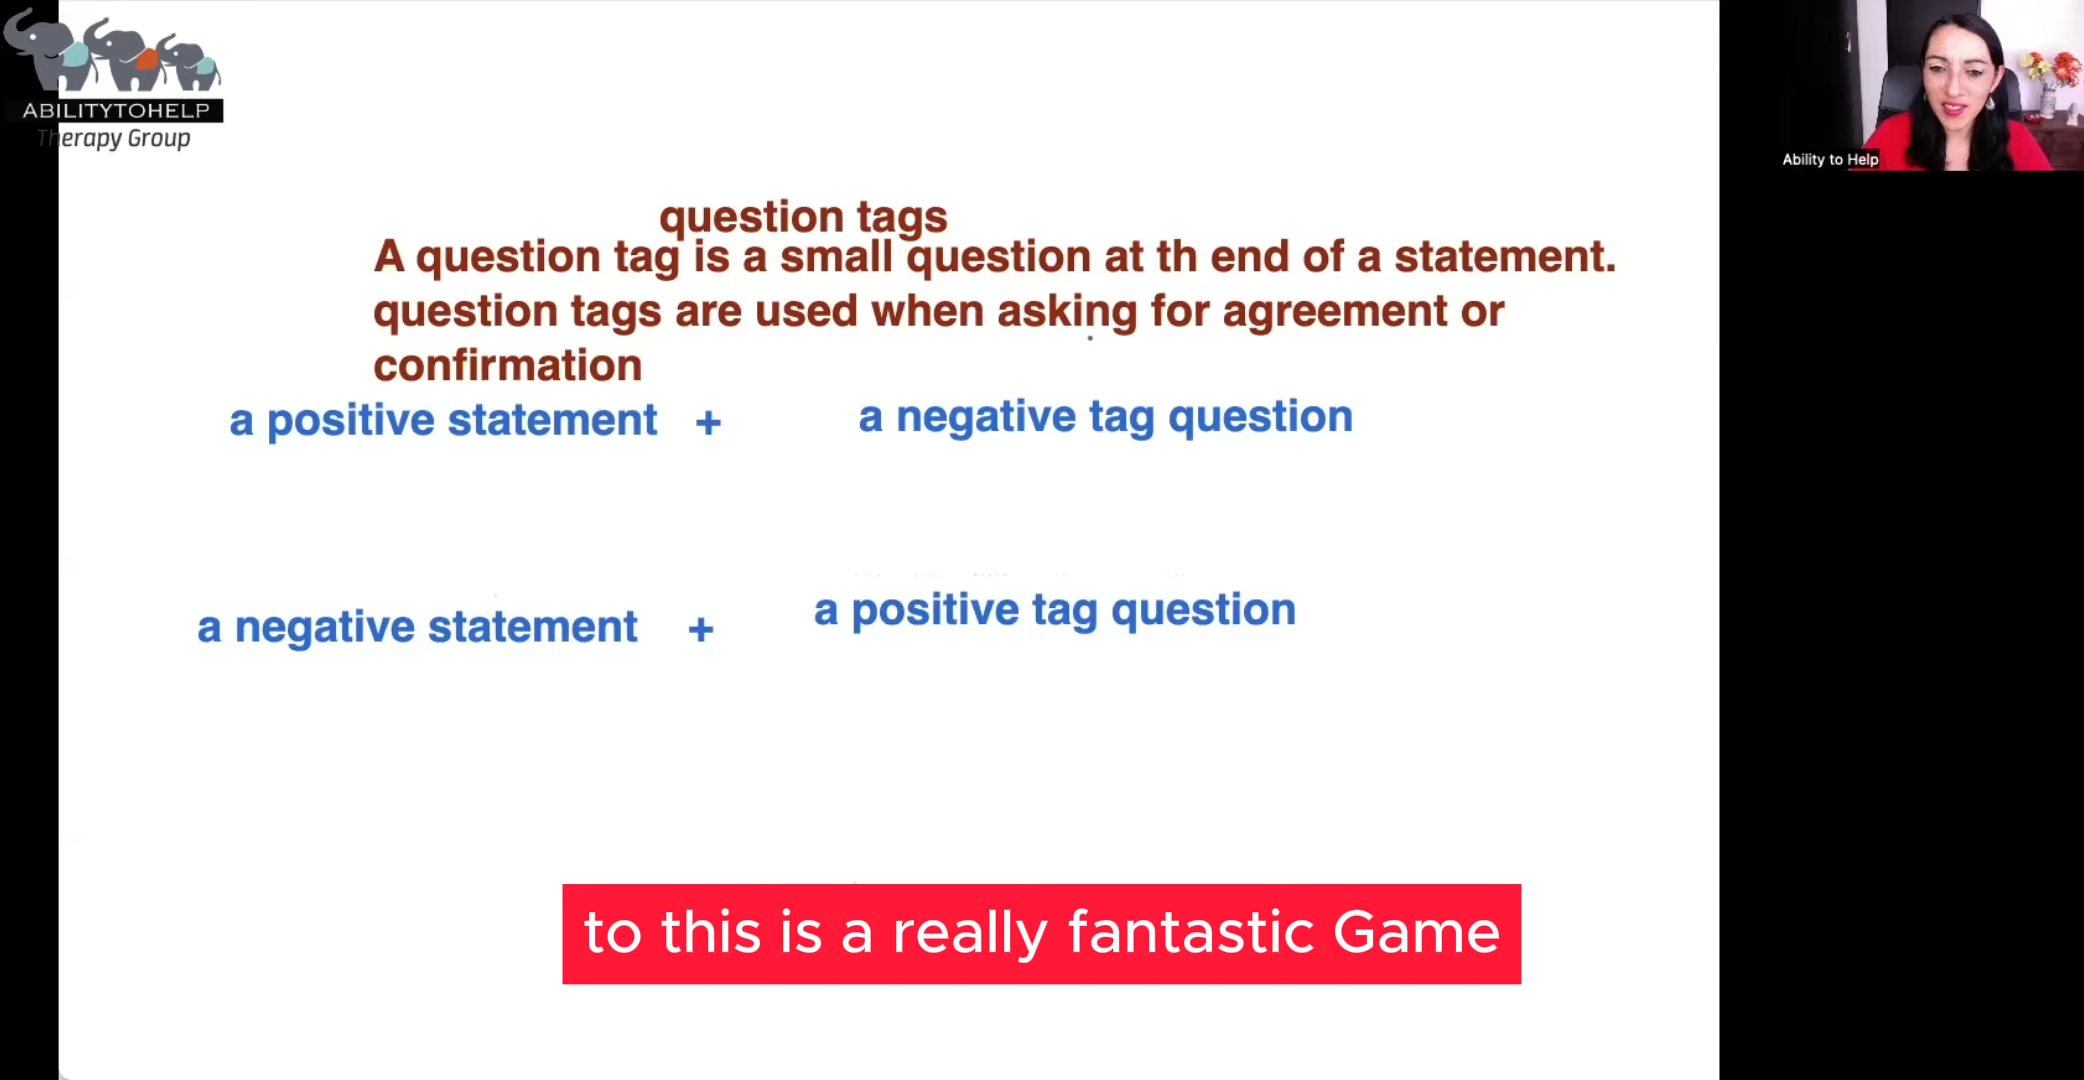 ABILITYTOHELP
Therapy Group
Ability to Help
question tags
A question tag is a small question at th end of a statement.
question tags are used when asking for agreement or
confirmation
a positive statement + a negative tag question
a negative statement + a positive tag question
to this is a really fantastic Game